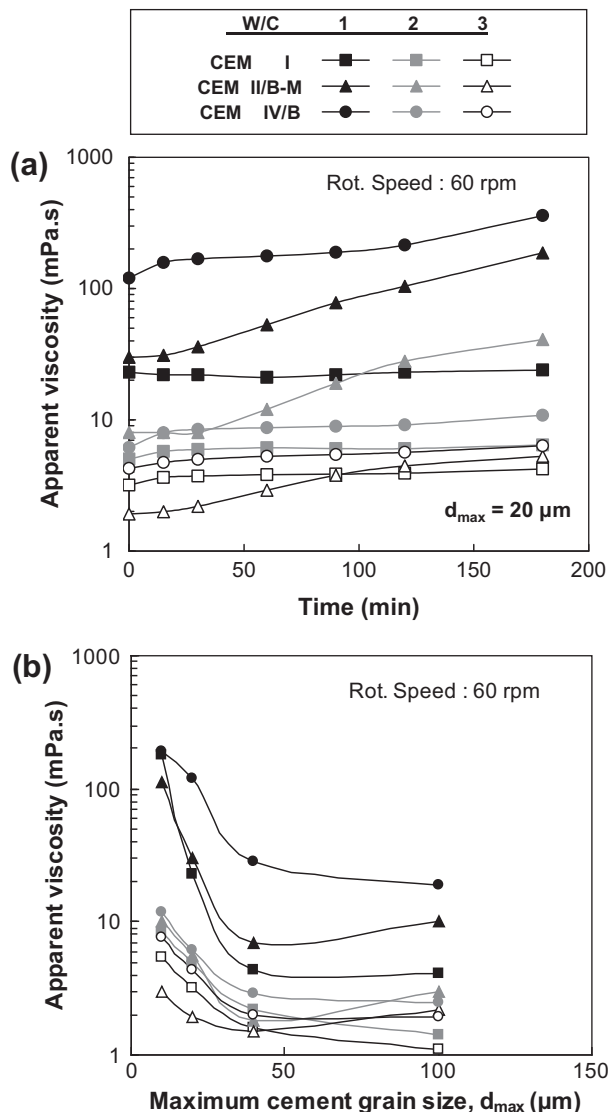 W/C 1 2 3
CEM I
CEM II/B-M
CEM IV/B
(a)
1000
100
10
1
Apparent viscosity (mPa.s)
Rot. Speed : 60 rpm
d_max = 20 µm
0 50 100 150 200
Time (min)
(b)
1000
100
10
1
Apparent viscosity (mPa.s)
Rot. Speed : 60 rpm
0 50 100 150
Maximum cement grain size, d_max (µm)